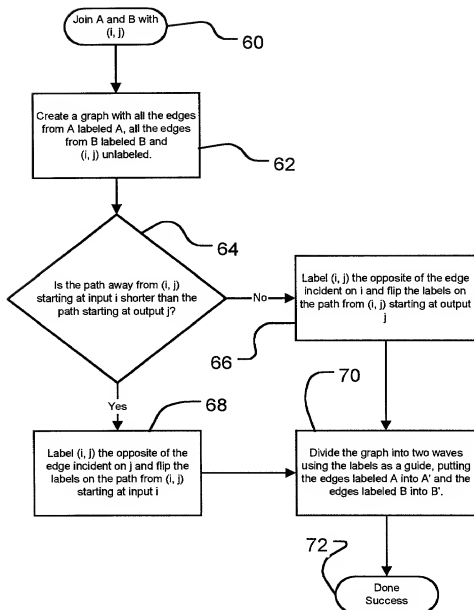 Join A and B with
(i, j)
60
Create a graph with all the edges
from A labeled A, all the edges
from B labeled B and
(i, j) unlabeled.
62
64
Is the path away from (i, j)
starting at input i shorter than the
path starting at output j?
No
Label (i, j) the opposite of the edge
incident on i and flip the labels on
the path from (i, j) starting at output
j
66
Yes
68
Label (i, j) the opposite of the
edge incident on j and flip the
labels on the path from (i, j)
starting at input i
70
Divide the graph into two waves
using the labels as a guide, putting
the edges labeled A into A' and the
edges labeled B into B'.
72
Done
Success